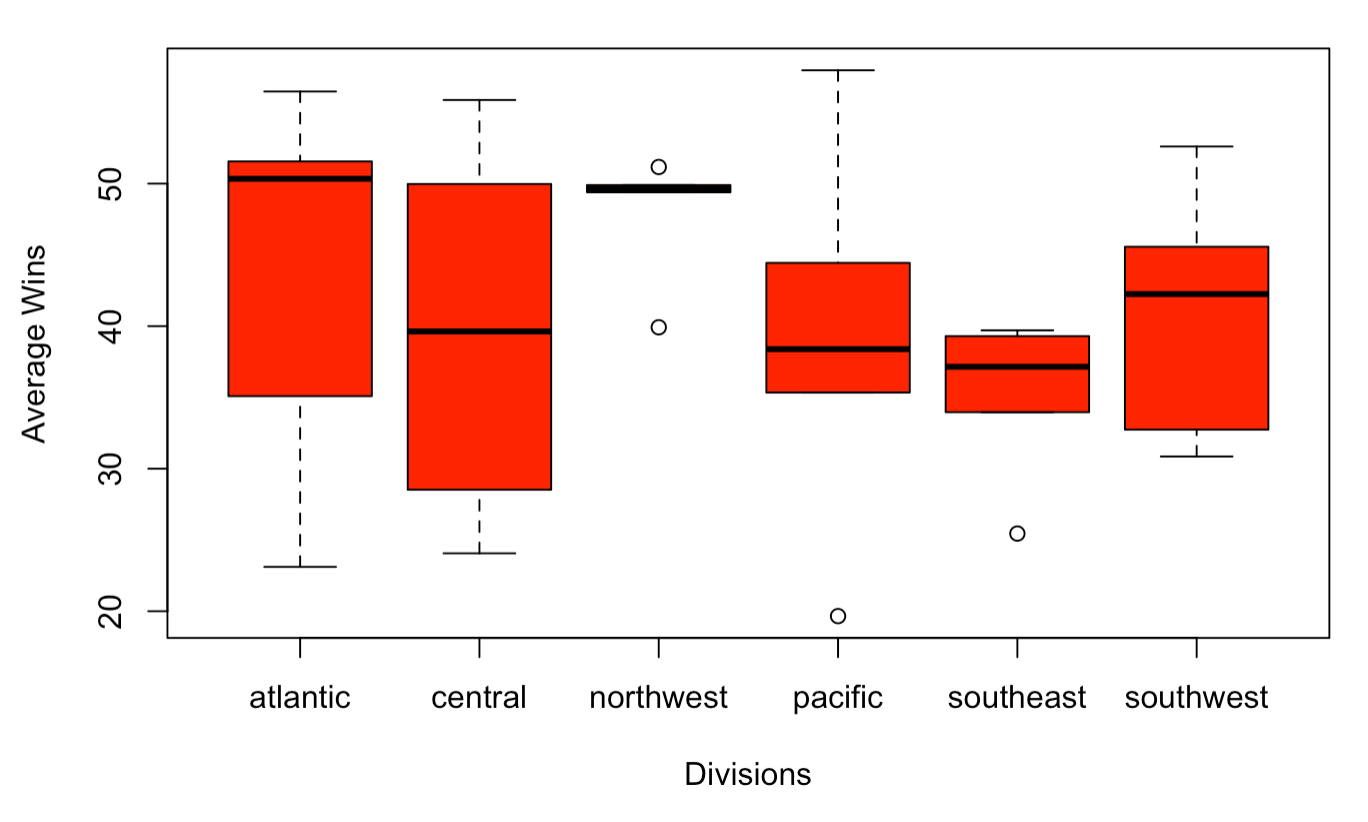 Average Wins
50
40
30
20
atlantic central northwest pacific southeast southwest
Divisions